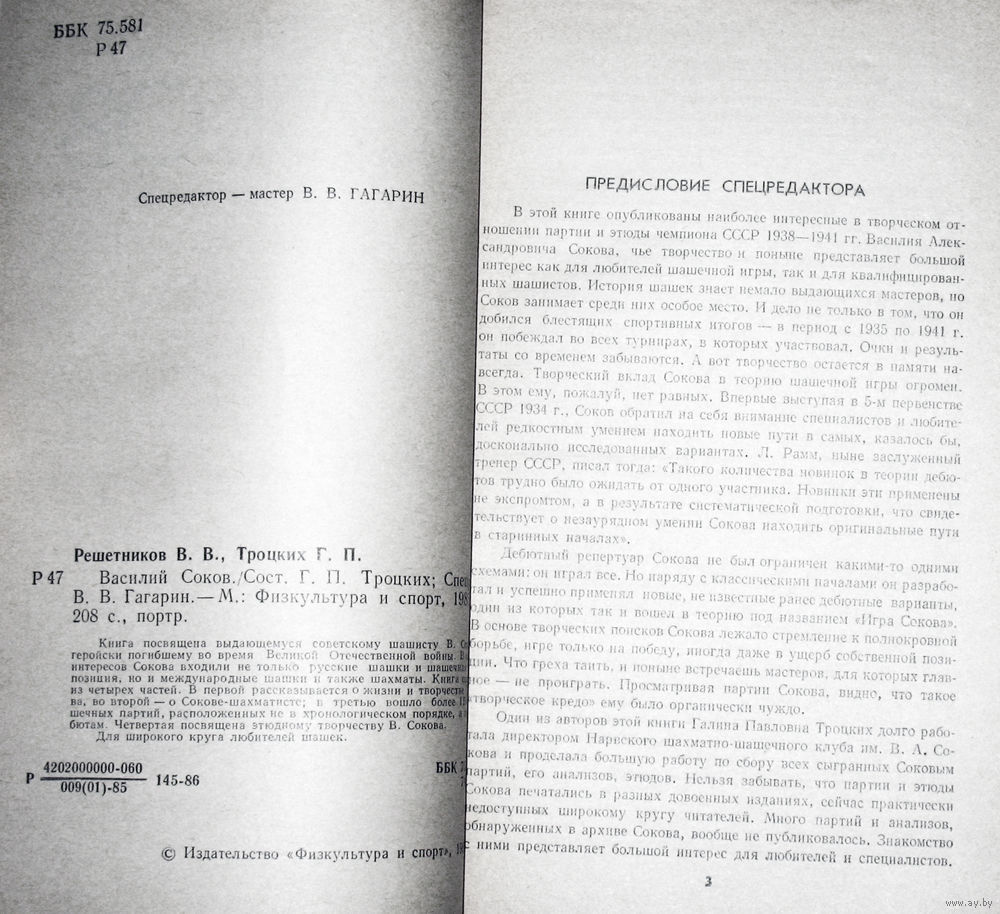 ББК 75.581
Р 47
Спецредактор — мастер В. В. ГАГАРИН
Решетников В. В., Троцких Г. П.
Р 47 Василий Соков./Сост. Г. П. Троцких;
В. В. Гагарин.— М.: Физкультура и спорт,
208 с., портр.
Книга посвящена выдающемуся советскому шашисту В.
геройски погибшему во время Великой Отечественной войны.
интересов Сокова входили не только русские шашки и
позиция, но и международные шашки и также шахматы. Книга
из четырех частей. В первой рассказывается о жизни и
ва, во второй — о Сокове-шахматисте; в третью вошло более
шечных партий, расположенных не в хронологическом порядке, а
бютам. Четвертая посвящена этюдному творчеству В. Сокова.
Для широкого круга любителей шашек.
Р 4202000000-060
009(01)-85
145-86
ББК
© Издательство «Физкультура и спорт»,
ПРЕДИСЛОВИЕ СПЕЦРЕДАКТОРА
В этой книге опубликованы наиболее интересные в творческом от-
ношении партии и этюды чемпиона СССР 1938—1941 гг. Василия Алек-
сандровича Сокова, чье творчество и поныне представляет большой
интерес как для любителей шашечной игры, так и для квалифицирован-
ных шашистов. История шашек знает немало выдающихся мастеров, но
Соков занимает среди них особое место. И дело не только в том, что он
добился блестящих спортивных итогов — в период с 1935 по 1941 г.
он побеждал во всех турнирах, в которых участвовал. Очки и резуль-
таты со временем забываются. А вот творчество остается в памяти на-
всегда. Творческий вклад Сокова в теорию шашечной игры огромен.
В этом ему, пожалуй, нет равных. Впервые выступая в 5-м первенстве
СССР 1934 г., Соков обратил на себя внимание специалистов и любите-
лей редкостным умением находить новые пути в самых, казалось бы,
досконально исследованных вариантах. Л. Рамм, ныне заслуженный
тренер СССР, писал тогда: «Такого количества новинок в теории дебю-
тов трудно было ожидать от одного участника. Новинки эти применены
не экспромтом, а в результате систематической подготовки, что свиде-
тельствует о незаурядном умении Сокова находить оригинальные пути
в старинных началах».
Дебютный репертуар Сокова не был ограничен какими-то одними
схемами: он играл все. Но наряду с классическими началами он разрабо-
тал и успешно применял новые, не известные ранее дебютные варианты,
один из которых так и вошел в теорию под названием «Игра Сокова».
В основе творческих поисков Сокова лежало стремление к полнокровной
борьбе, игре только на победу, иногда даже в ущерб собственной пози-
ции. Что греха таить, и поныне встречаешь мастеров, для которых глав-
ное — не проиграть. Просматривая партии Сокова, видно, что такое
«творческое кредо» ему было органически чуждо.
Один из авторов этой книги Галина Павловна Троцких долго рабо-
тала директором Нарвского шахматно-шашечного клуба им. В. А. Со-
кова и проделала большую работу по сбору всех сыгранных Соковым
партий, его анализов, этюдов. Нельзя забывать, что партии и этюды
Сокова печатались в разных довоенных изданиях, сейчас практически
недоступных широкому кругу читателей. Много партий и анализов,
обнаруженных в архиве Сокова, вообще не публиковалось. Знакомство
с ними представляет большой интерес для любителей и специалистов.
3
www.ay.by